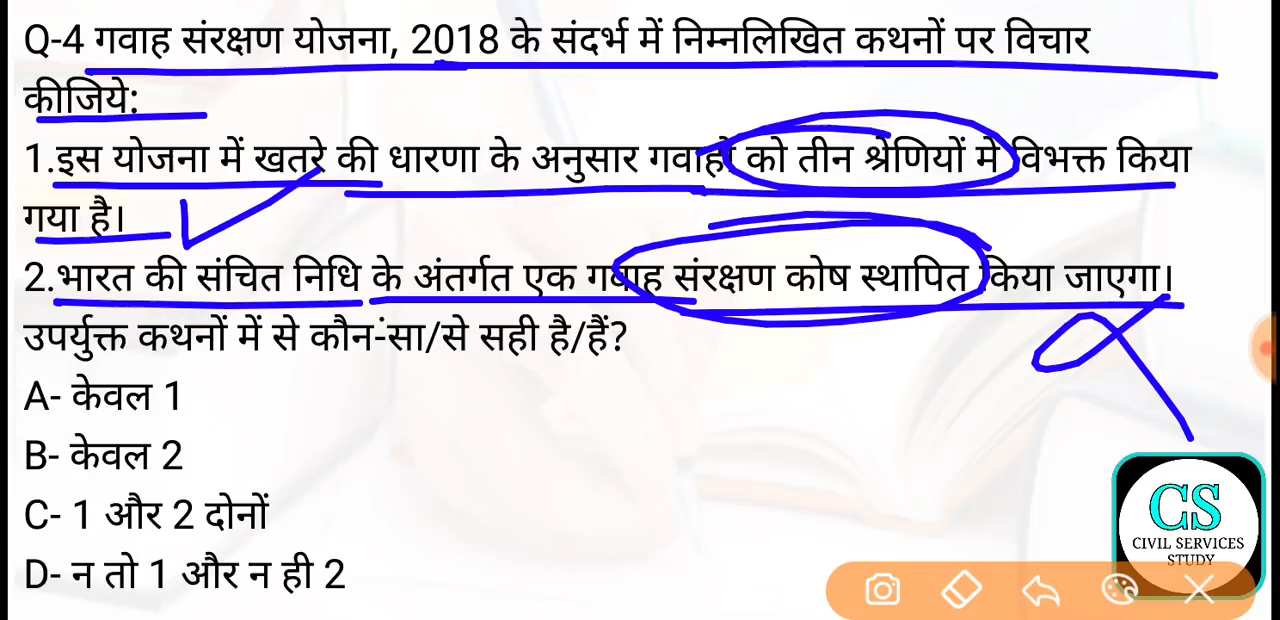 Q-4 गवाह संरक्षण योजना, 2018 के संदर्भ में निम्नलिखित कथनों पर विचार
कीजिये:
1.इस योजना में खतरे की धारणा के अनुसार गवाहों को तीन श्रेणियों में विभक्त किया
गया है।
2.भारत की संचित निधि के अंतर्गत एक गवाह संरक्षण कोष स्थापित किया जाएगा।
उपर्युक्त कथनों में से कौन-सा/से सही है/हैं?
A- केवल 1
B- केवल 2
C- 1 और 2 दोनों
D- न तो 1 और न ही 2
CS
CIVIL SERVICES
STUDY